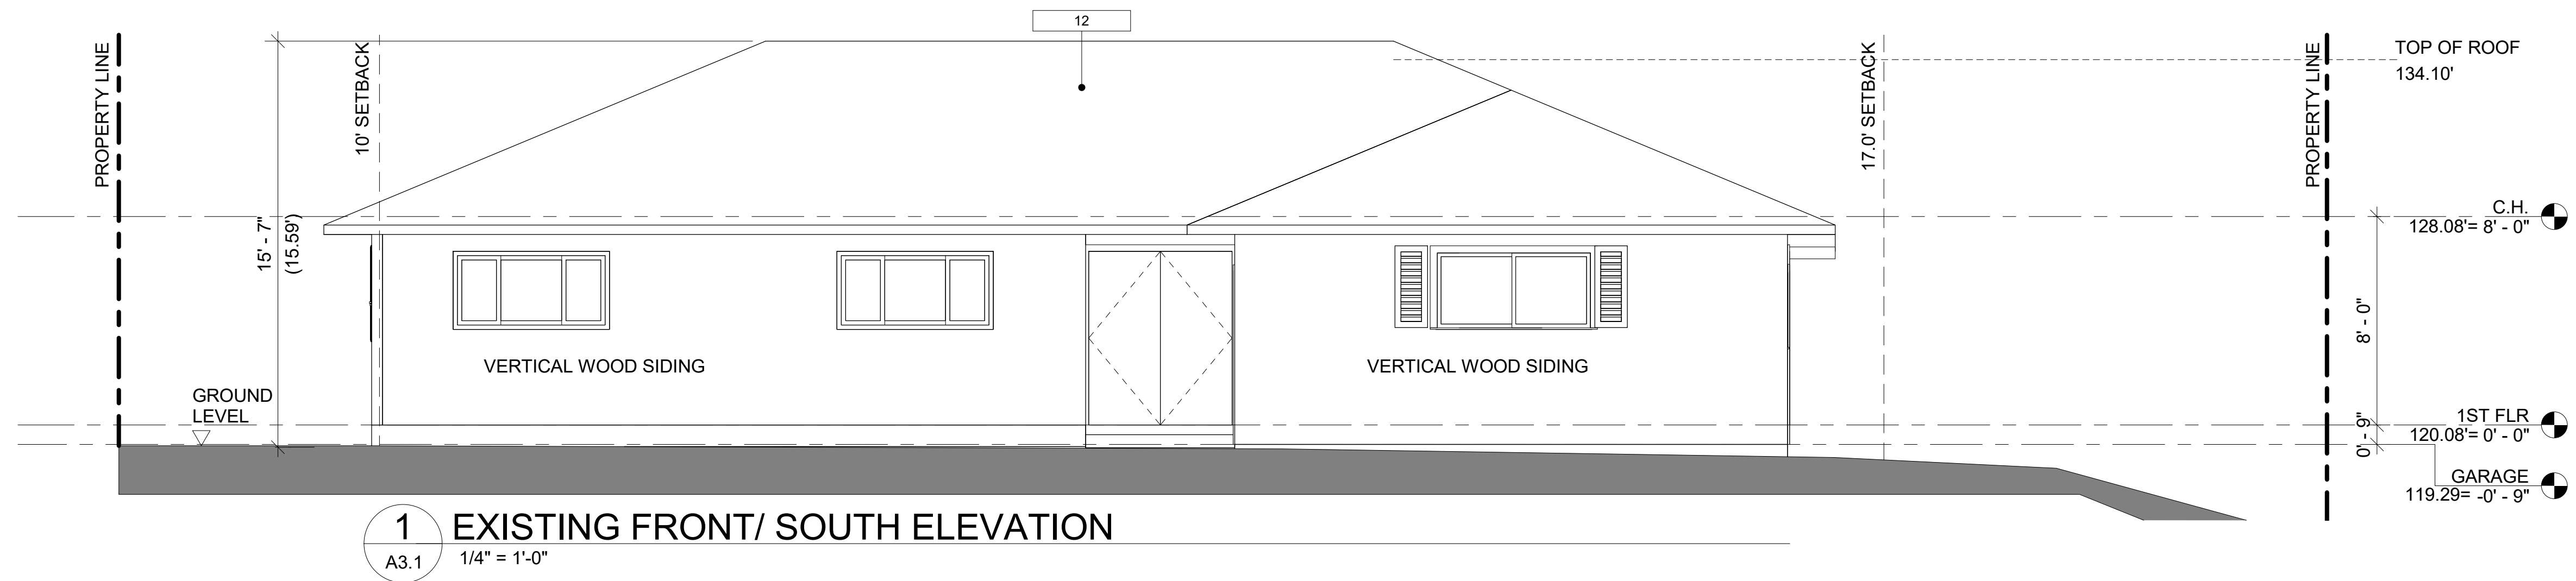 12
PROPERTY LINE
10' SETBACK
17.0' SETBACK
PROPERTY LINE
TOP OF ROOF
134.10'
15' - 7"
(15.59')
C.H.
128.08'= 8' - 0"
8' - 0"
VERTICAL WOOD SIDING
VERTICAL WOOD SIDING
GROUND
LEVEL
1ST FLR
120.08'= 0' - 0"
0' - 9"
GARAGE
119.29= -0' - 9"
1
A3.1
EXISTING FRONT/ SOUTH ELEVATION
1/4" = 1'-0"